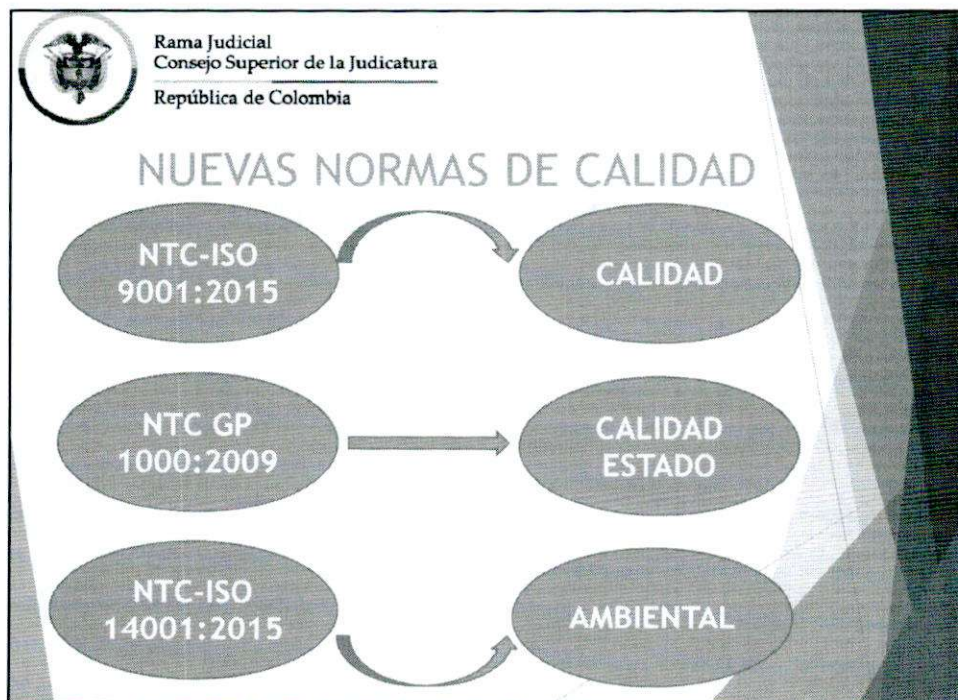 Rama Judicial
Consejo Superior de la Judicatura
República de Colombia
NUEVAS NORMAS DE CALIDAD
NTC-ISO
9001:2015
CALIDAD
NTC GP
1000:2009
CALIDAD
ESTADO
NTC-ISO
14001:2015
AMBIENTAL